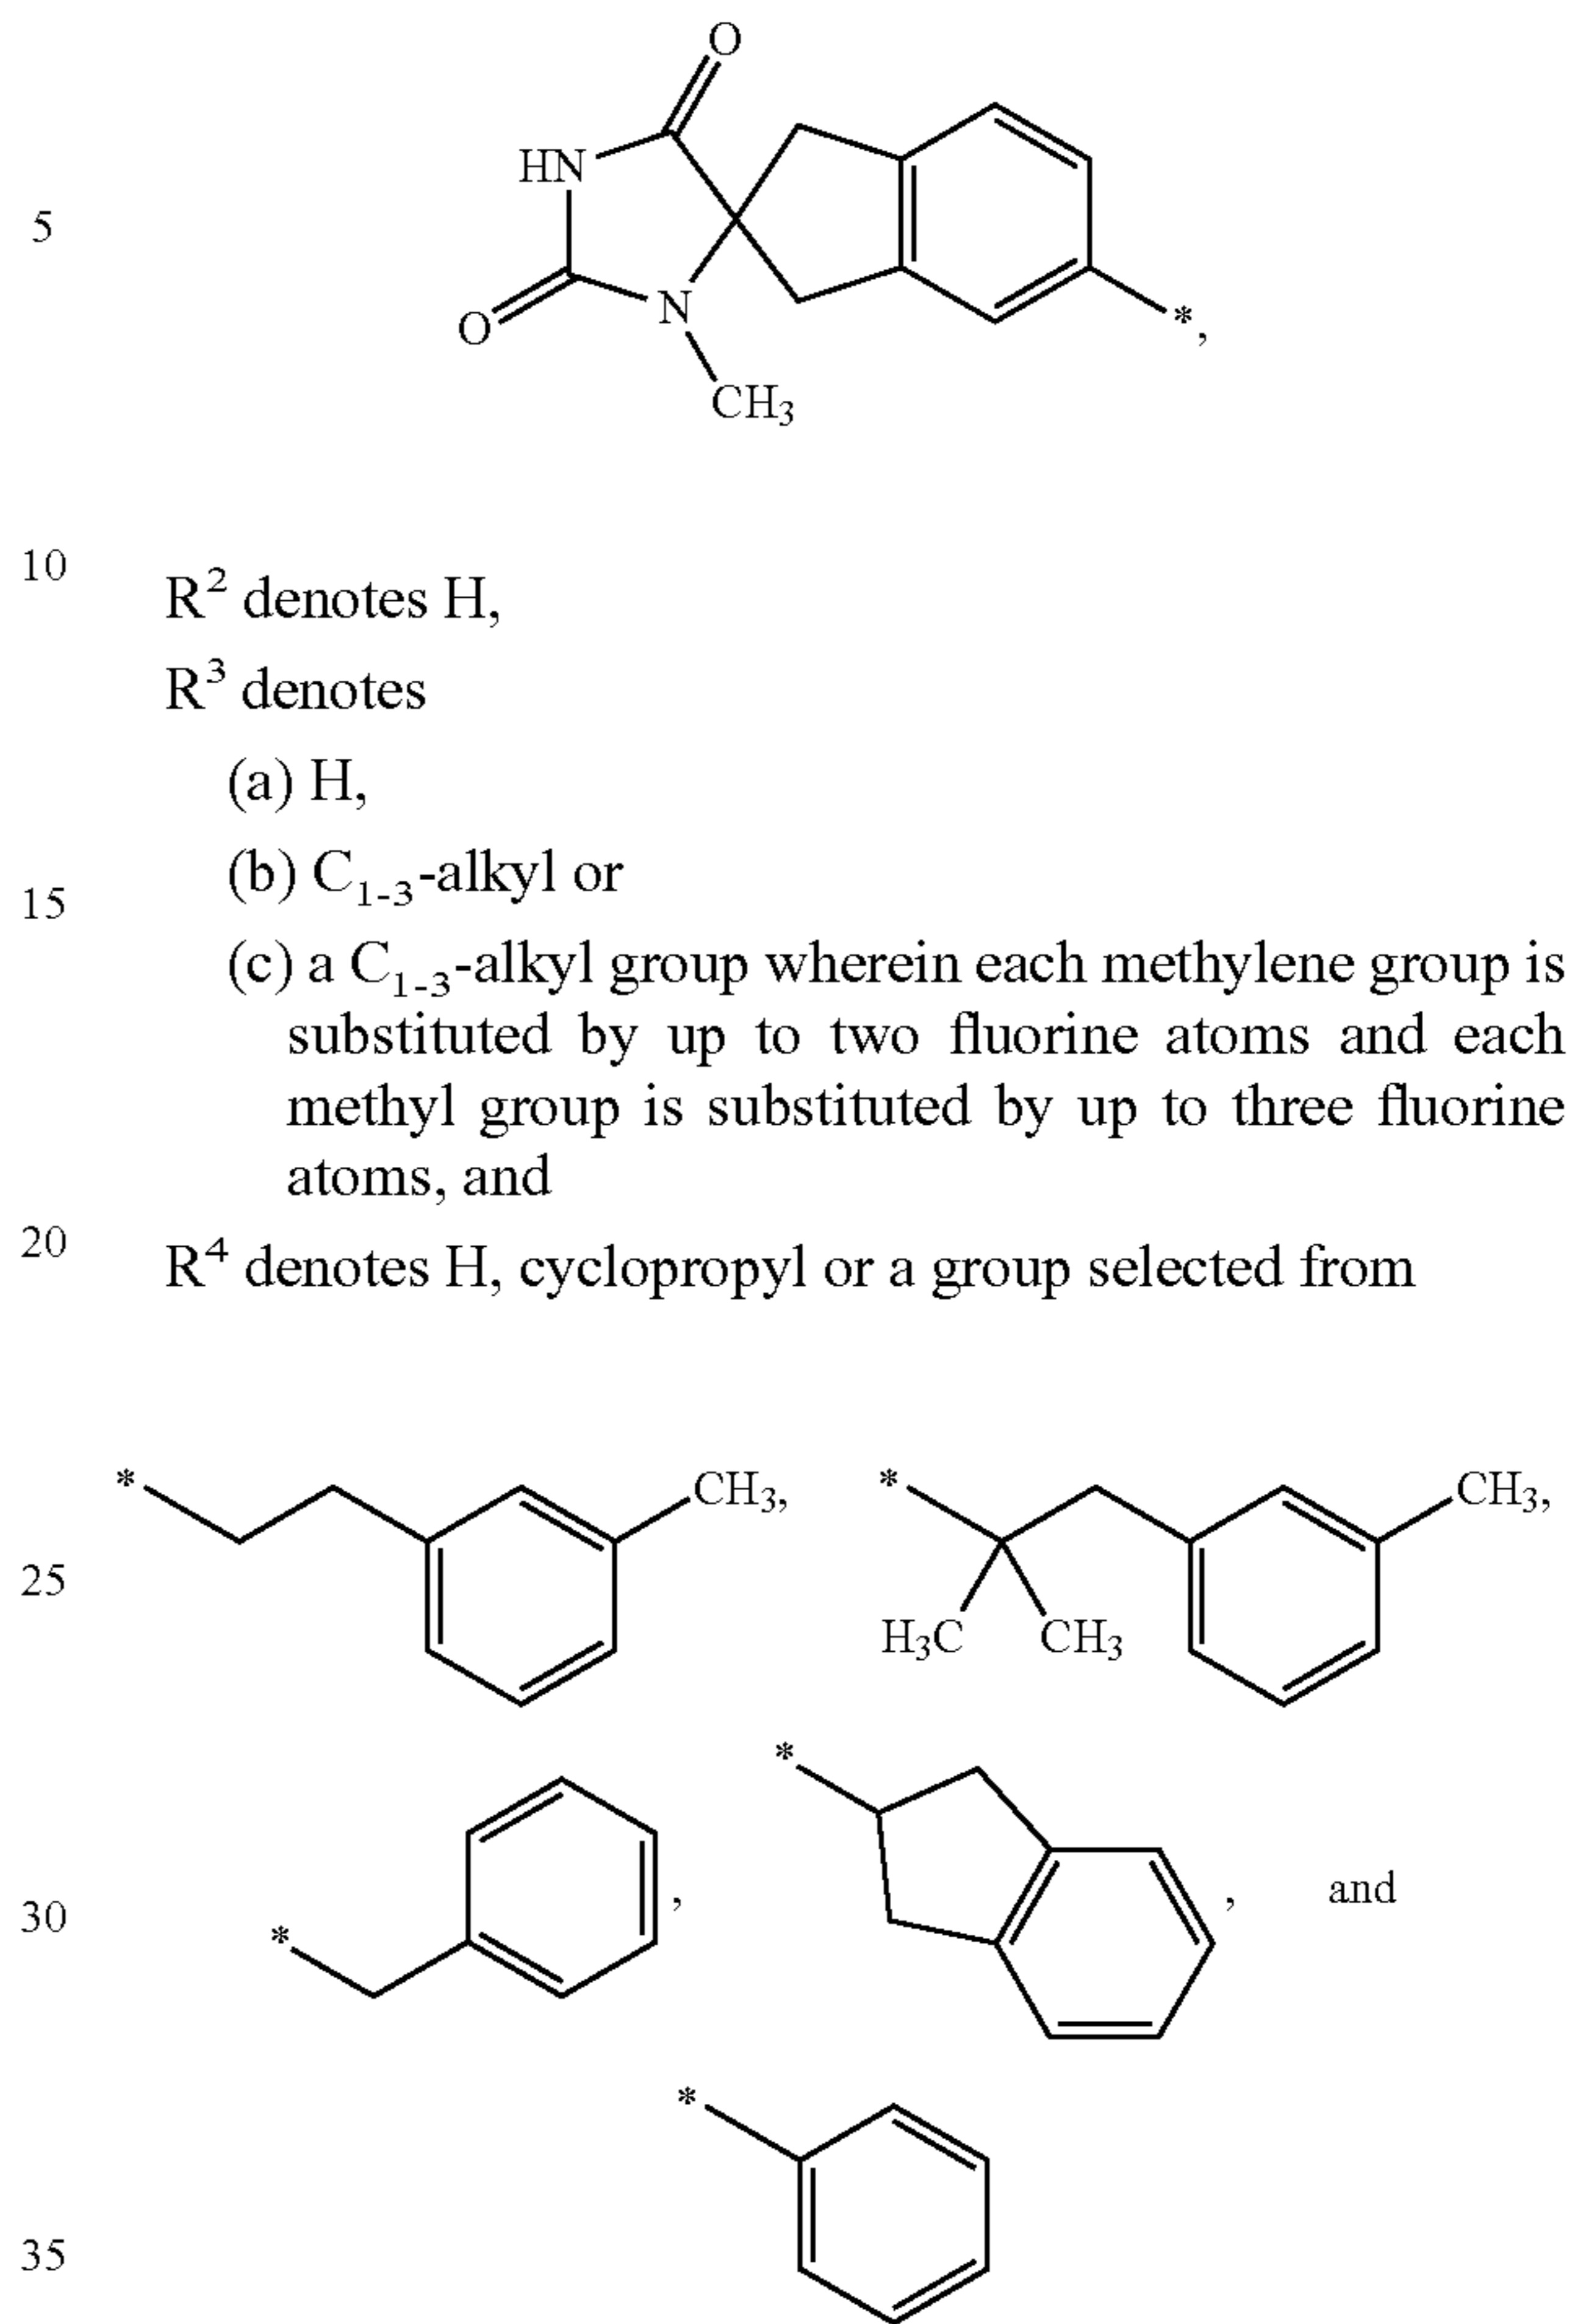 O
HN
5
N
*,
O
CH₃
10
R² denotes H,
R³ denotes
(a) H,
(b) C₁₋₃-alkyl or
15
(c) a C₁₋₃-alkyl group wherein each methylene group is
substituted by up to two fluorine atoms and each
methyl group is substituted by up to three fluorine
atoms, and
20
R⁴ denotes H, cyclopropyl or a group selected from
* CH₃, * CH₃,
25
H₃C CH₃
*
30
, , and
*
*
35